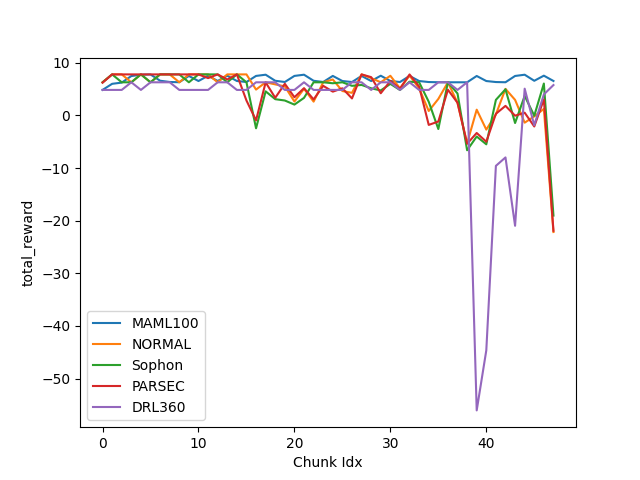 10
0
−10
−20
−30
−40
−50
total_reward
MAML100
NORMAL
Sophon
PARSEC
DRL360
0 10 20 30 40
Chunk Idx